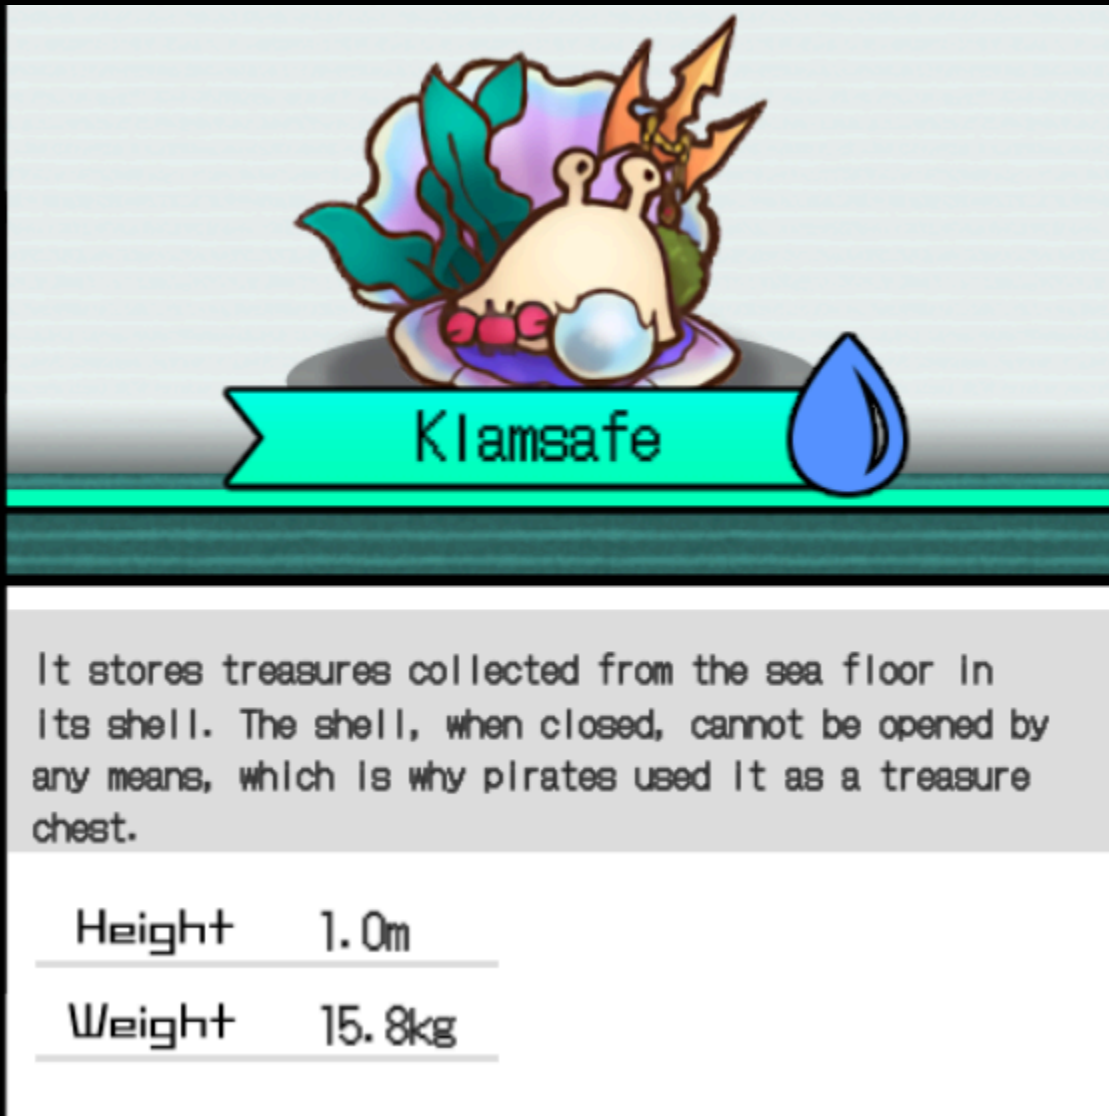 Klamsafe
It stores treasures collected from the sea floor in
its shell. The shell, when closed, cannot be opened by
any means, which is why pirates used it as a treasure
chest.
Height 1.0m
Weight 15.8kg